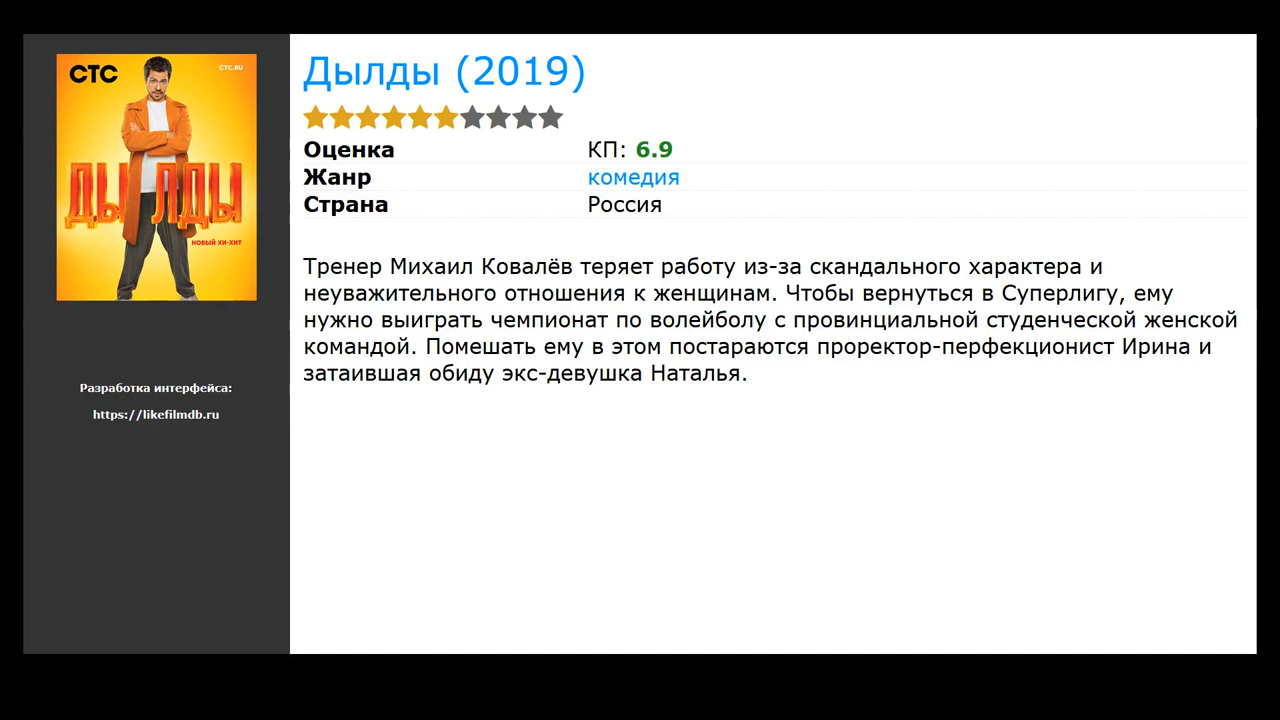 СТС
CTC.RU
ДЫЛДЫ
НОВЫЙ ХИ-ХИТ
Разработка интерфейса:
https://likefilmdb.ru
Дылды (2019)
Оценка КП: 6.9
Жанр комедия
Страна Россия
Тренер Михаил Ковалёв теряет работу из-за скандального характера и
неуважительного отношения к женщинам. Чтобы вернуться в Суперлигу, ему
нужно выиграть чемпионат по волейболу с провинциальной студенческой женской
командой. Помешать ему в этом постараются проректор-перфекционист Ирина и
затаившая обиду экс-девушка Наталья.